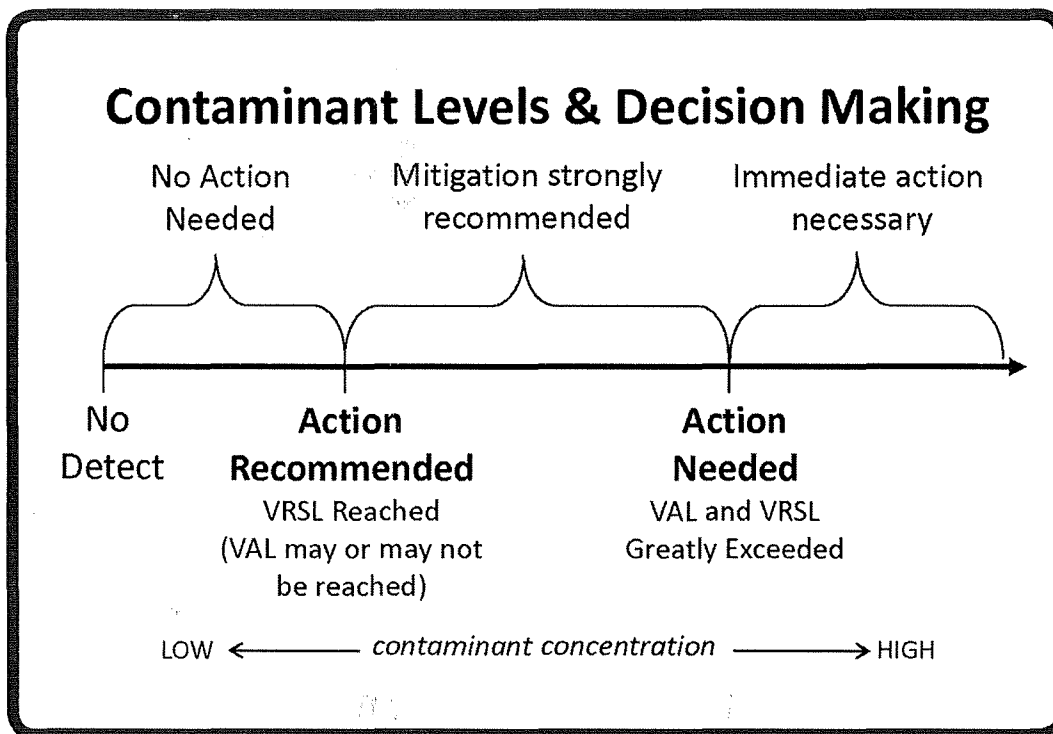 Contaminant Levels & Decision Making
No Action
Needed
Mitigation strongly
recommended
Immediate action
necessary
No
Detect
Action
Recommended
VRSL Reached
(VAL may or may not
be reached)
Action
Needed
VAL and VRSL
Greatly Exceeded
LOW
contaminant concentration
HIGH